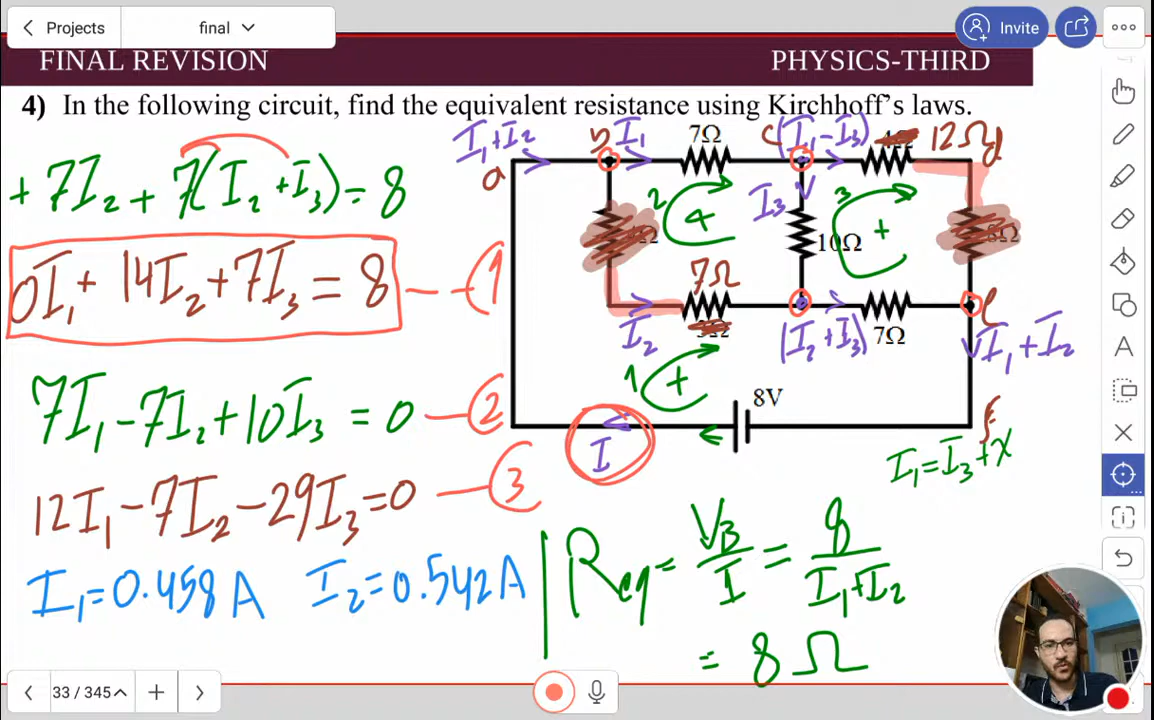 Projects
final
Invite
FINAL REVISION
PHYSICS-THIRD
4) In the following circuit, find the equivalent resistance using Kirchhoff's laws.
I₁+I₂
b
I₁
7Ω
c
(I₁-I₃)
12Ω
d
a
+7I₂ + 7(I₂ + I₃) = 8
2
+
I₃
3
+
10Ω
0I₁ + 14I₂ + 7I₃ = 8 - - 1
7Ω
I₂
(I₂+I₃)
7Ω
e
I₁+I₂
1
+
8V
7I₁ - 7I₂ + 10I₃ = 0 - 2
I
f
I₁=I₃+x
12I₁ - 7I₂ - 29I₃ = 0 - 3
I₁ = 0.458 A
I₂ = 0.542 A
Req = VB/I = 8/(I₁+I₂)
= 8 Ω
33 / 345